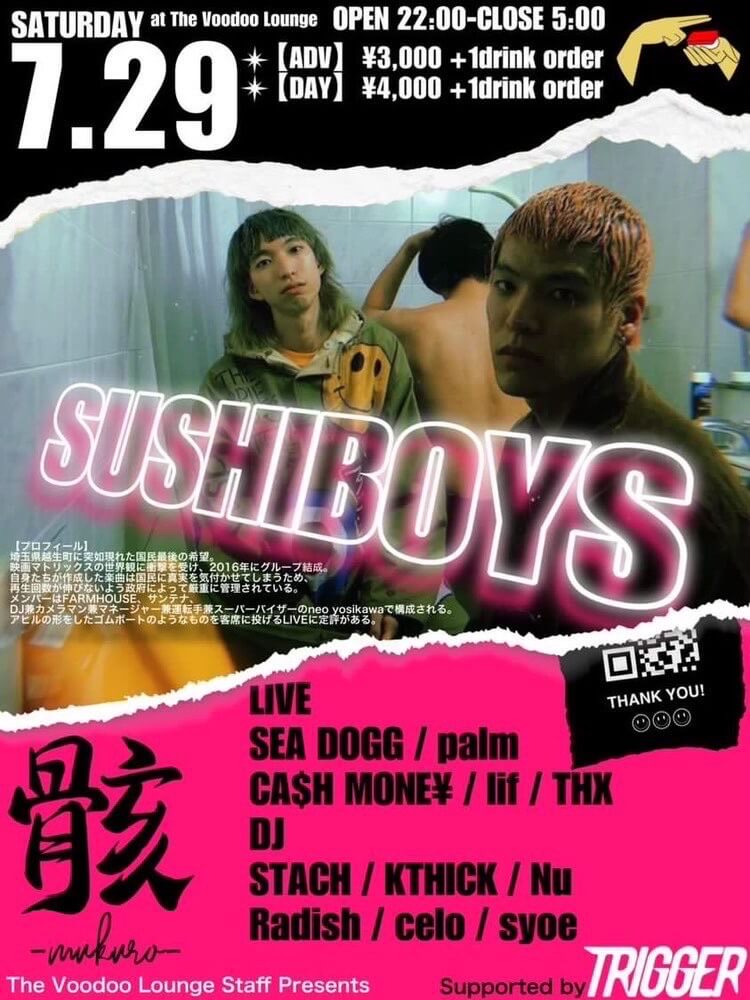 SATURDAY at The Voodoo Lounge OPEN 22:00-CLOSE 5:00
7.29
【ADV】 ¥3,000 +1drink order
【DAY】 ¥4,000 +1drink order
SUSHIBOYS
【プロフィール】
埼玉県越生町に突如現れた国民最後の希望。
映画マトリックスの世界観に衝撃を受け、2016年にグループ結成。
自身たちが作成した楽曲は国民に真実を気付かせてしまうため、
再生回数が伸びないよう政府によって厳重に管理されている。
メンバーはFARMHOUSE、サンテナ、
DJ兼カメラマン兼マネージャー兼運転手兼スーパーバイザーのneo yosikawaで構成される。
アヒルの形をしたゴムボートのようなものを客席に投げるLIVEに定評がある。
THANK YOU!
LIVE
SEA DOGG / palm
CA$H MONE¥ / lif / THX
DJ
STACH / KTHICK / Nu
Radish / celo / syoe
骸
-mukuro-
The Voodoo Lounge Staff Presents
Supported by TRIGGER